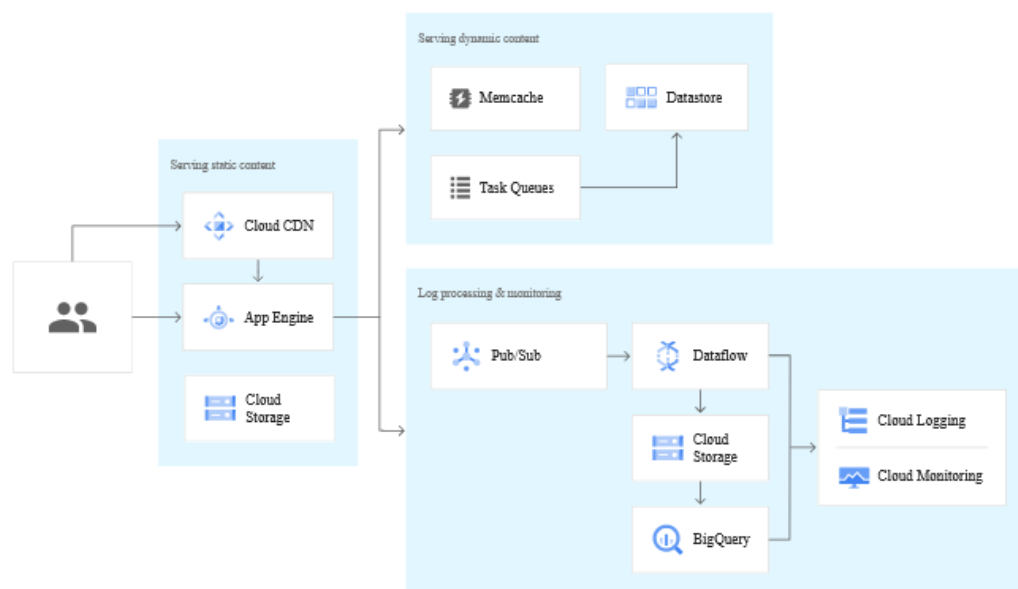 Serving dynamic content
Memcache
Datastore
Task Queues
Serving static content
Cloud CDN
App Engine
Cloud
Storage
Log processing & monitoring
Pub/Sub
Dataflow
Cloud
Storage
BigQuery
Cloud Logging
Cloud Monitoring